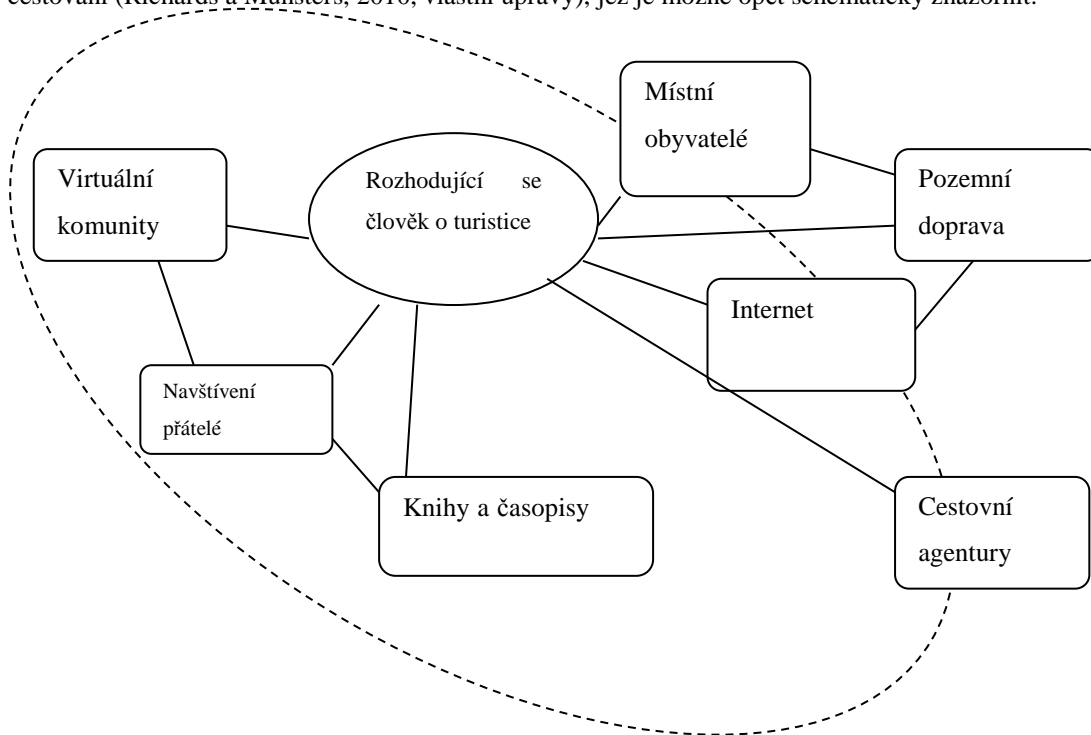 cestování (Richards a Munsters, 2010, vlastní úpravy), jež je možné opět schematicky znázornit:
Místní
obyvatelé
Virtuální
komunity
Rozhodující se
člověk o turistice
Pozemní
doprava
Internet
Navštívení
přátelé
Knihy a časopisy
Cestovní
agentury